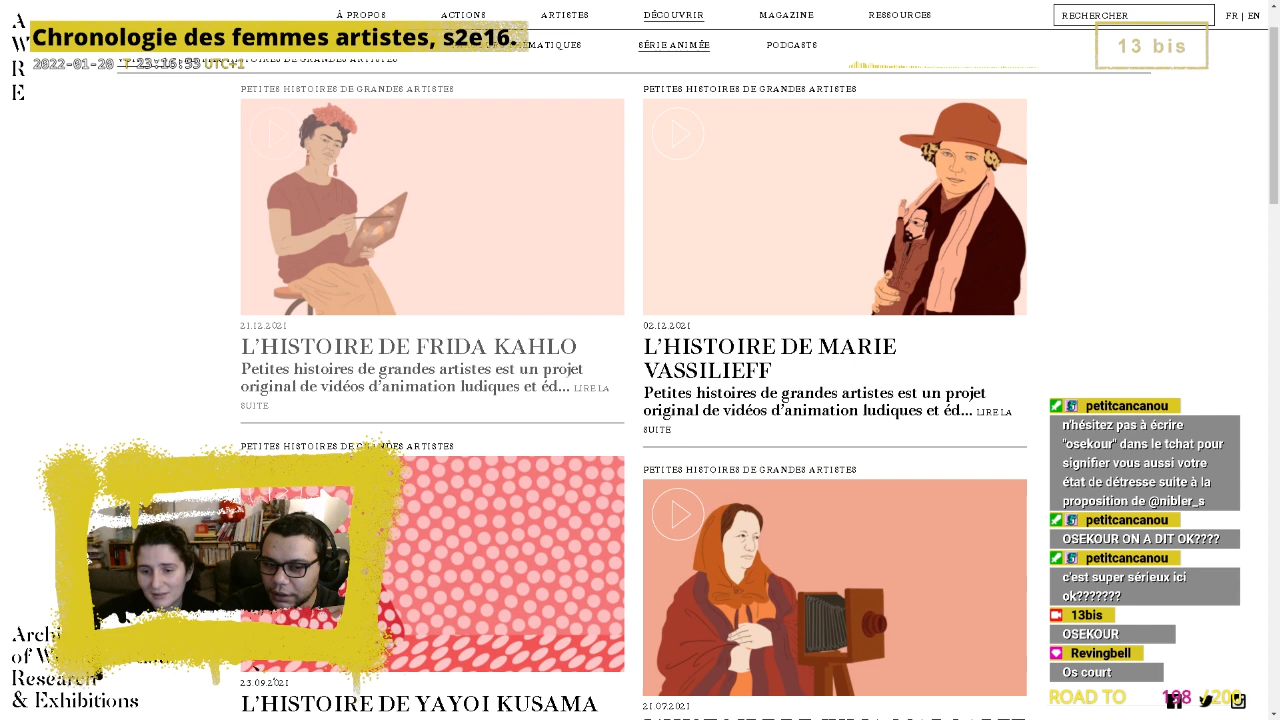 A
W
R
E
À PROPOS
ACTIONS
ARTISTES
DÉCOUVRIR
MAGAZINE
RESSOURCES
RECHERCHER
FR | EN
Chronologie des femmes artistes, s2e16.
SÉRIE ANIMÉE
PODCASTS
13 bis
2022-01-20 T 23:16:53 UTC+1
PETITES HISTOIRES DE GRANDES ARTISTES
21.12.2021
L'HISTOIRE DE FRIDA KAHLO
Petites histoires de grandes artistes est un projet
original de vidéos d'animation ludiques et éd... LIRE LA
SUITE
PETITES HISTOIRES DE GRANDES ARTISTES
02.12.2021
L'HISTOIRE DE MARIE
VASSILIEFF
Petites histoires de grandes artistes est un projet
original de vidéos d'animation ludiques et éd... LIRE LA
SUITE
PETITES HISTOIRES DE GRANDES ARTISTES
23.09.2021
L'HISTOIRE DE YAYOI KUSAMA
PETITES HISTOIRES DE GRANDES ARTISTES
21.07.2021
petitcancanou
n'hésitez pas à écrire
"osekour" dans le tchat pour
signifier vous aussi votre
état de détresse suite à la
proposition de @nibler_s
petitcancanou
OSEKOUR ON A DIT OK????
petitcancanou
c'est super sérieux ici
ok???????
13bis
OSEKOUR
Revingbell
Os court
ROAD TO 198 /200
of W
Research
& Exhibitions